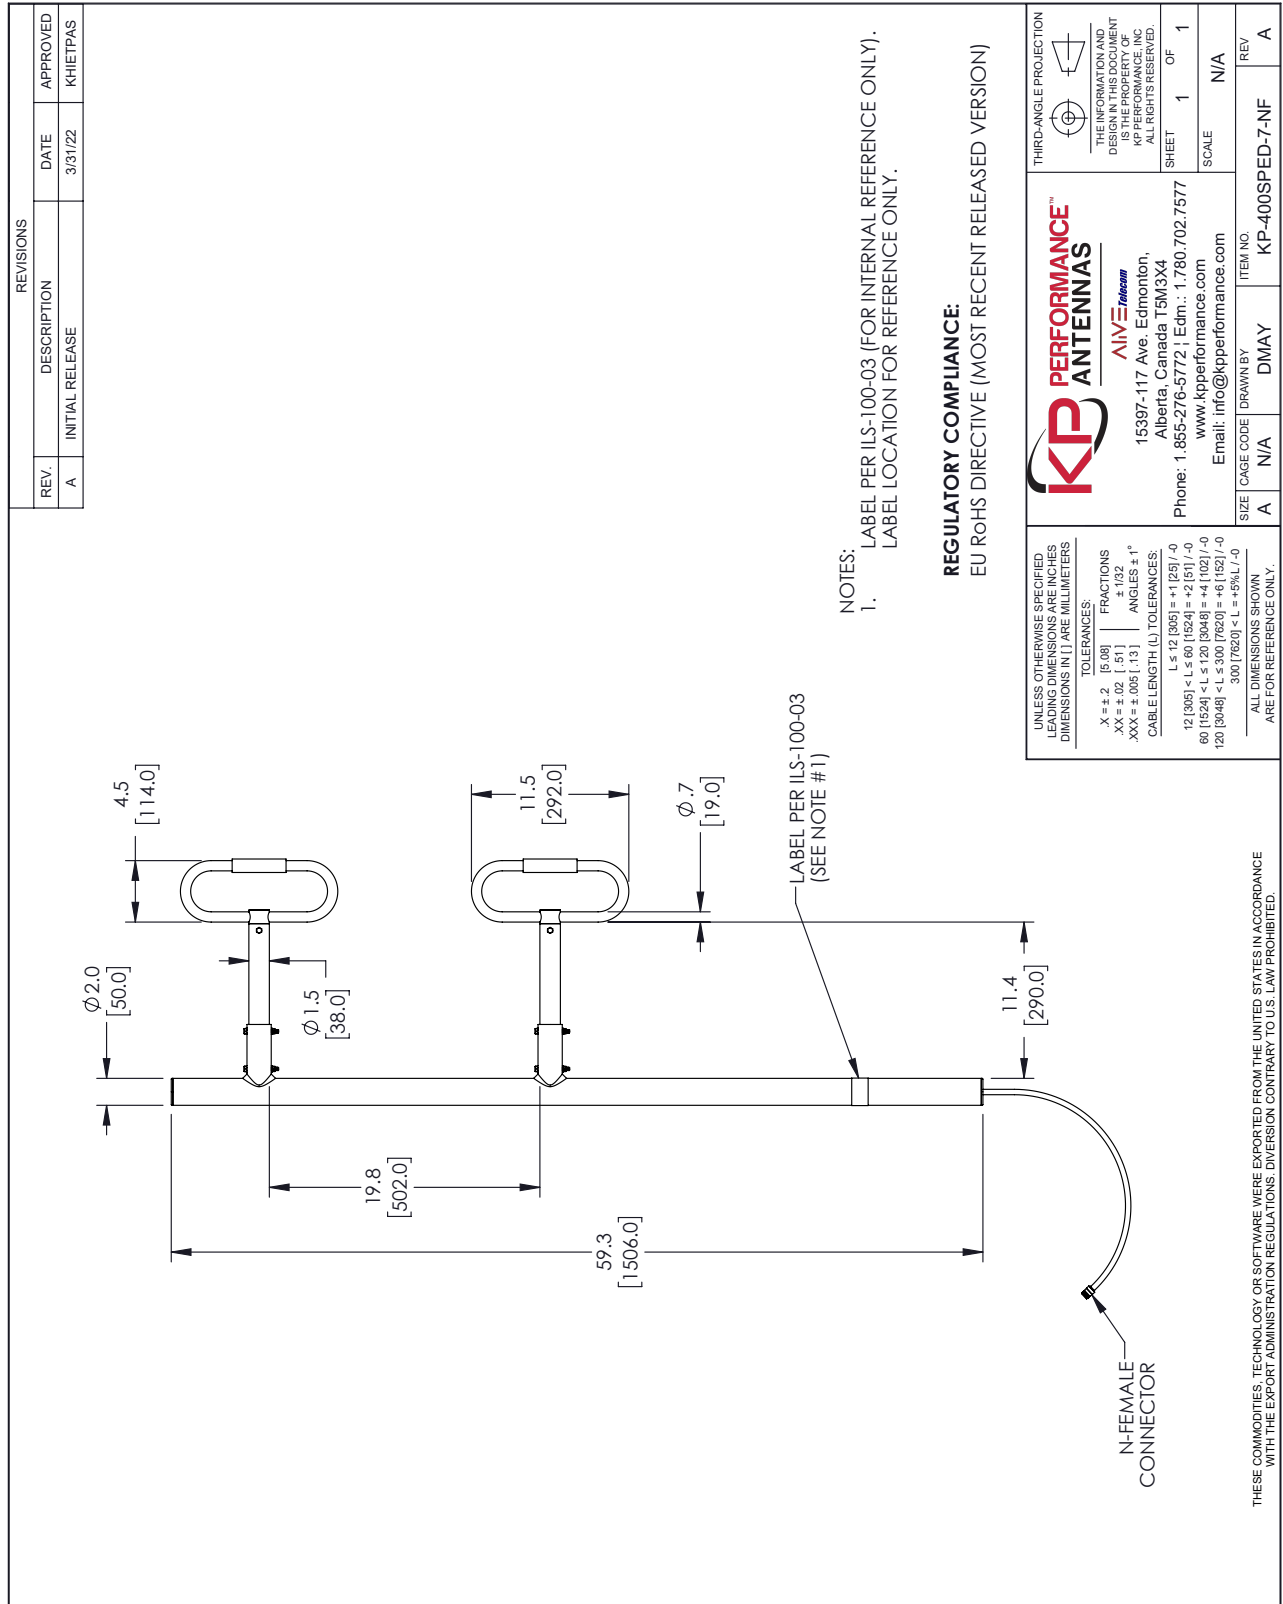 REVISIONS
REV. DESCRIPTION DATE APPROVED
A INITIAL RELEASE 3/31/22 KHIETPAS
4.5
[114.0]
Ø 2.0
[50.0]
Ø 1.5
[38.0]
11.5
[292.0]
Ø .7
[19.0]
19.8
[502.0]
59.3
[1506.0]
11.4
[290.0]
LABEL PER ILS-100-03
(SEE NOTE #1)
N-FEMALE
CONNECTOR
NOTES:
1. LABEL PER ILS-100-03 (FOR INTERNAL REFERENCE ONLY).
LABEL LOCATION FOR REFERENCE ONLY.
REGULATORY COMPLIANCE:
EU RoHS DIRECTIVE (MOST RECENT RELEASED VERSION)
UNLESS OTHERWISE SPECIFIED
LEADING DIMENSIONS ARE INCHES
DIMENSIONS IN [ ] ARE MILLIMETERS
TOLERANCES:
.X = ± .2 [5.08] FRACTIONS
.XX = ± .02 [ .51 ] ± 1/32
.XXX = ± .005 [ .13 ] ANGLES ± 1°
CABLE LENGTH (L) TOLERANCES:
L ≤ 12 [305] = +1 [25] / -0
12 [305] < L ≤ 60 [1524] = +2 [51] / -0
60 [1524] < L ≤ 120 [3048] = +4 [102] / -0
120 [3048] < L ≤ 300 [7620] = +6 [152] / -0
300 [7620] < L = +5%L / -0
ALL DIMENSIONS SHOWN
ARE FOR REFERENCE ONLY.
KP PERFORMANCE™
ANTENNAS
ALIVE Telecom
15397-117 Ave. Edmonton,
Alberta, Canada T5M3X4
Phone: 1.855-276-5772 | Edm.: 1.780.702.7577
www.kpperformance.com
Email: info@kpperformance.com
THIRD-ANGLE PROJECTION
THE INFORMATION AND
DESIGN IN THIS DOCUMENT
IS THE PROPERTY OF
KP PERFORMANCE, INC
ALL RIGHTS RESERVED.
SHEET 1 OF 1
SCALE N/A
SIZE A
CAGE CODE N/A
DRAWN BY DMAY
ITEM NO. KP-400SPED-7-NF
REV A
THESE COMMODITIES, TECHNOLOGY OR SOFTWARE WERE EXPORTED FROM THE UNITED STATES IN ACCORDANCE
WITH THE EXPORT ADMINISTRATION REGULATIONS. DIVERSION CONTRARY TO U.S. LAW PROHIBITED.